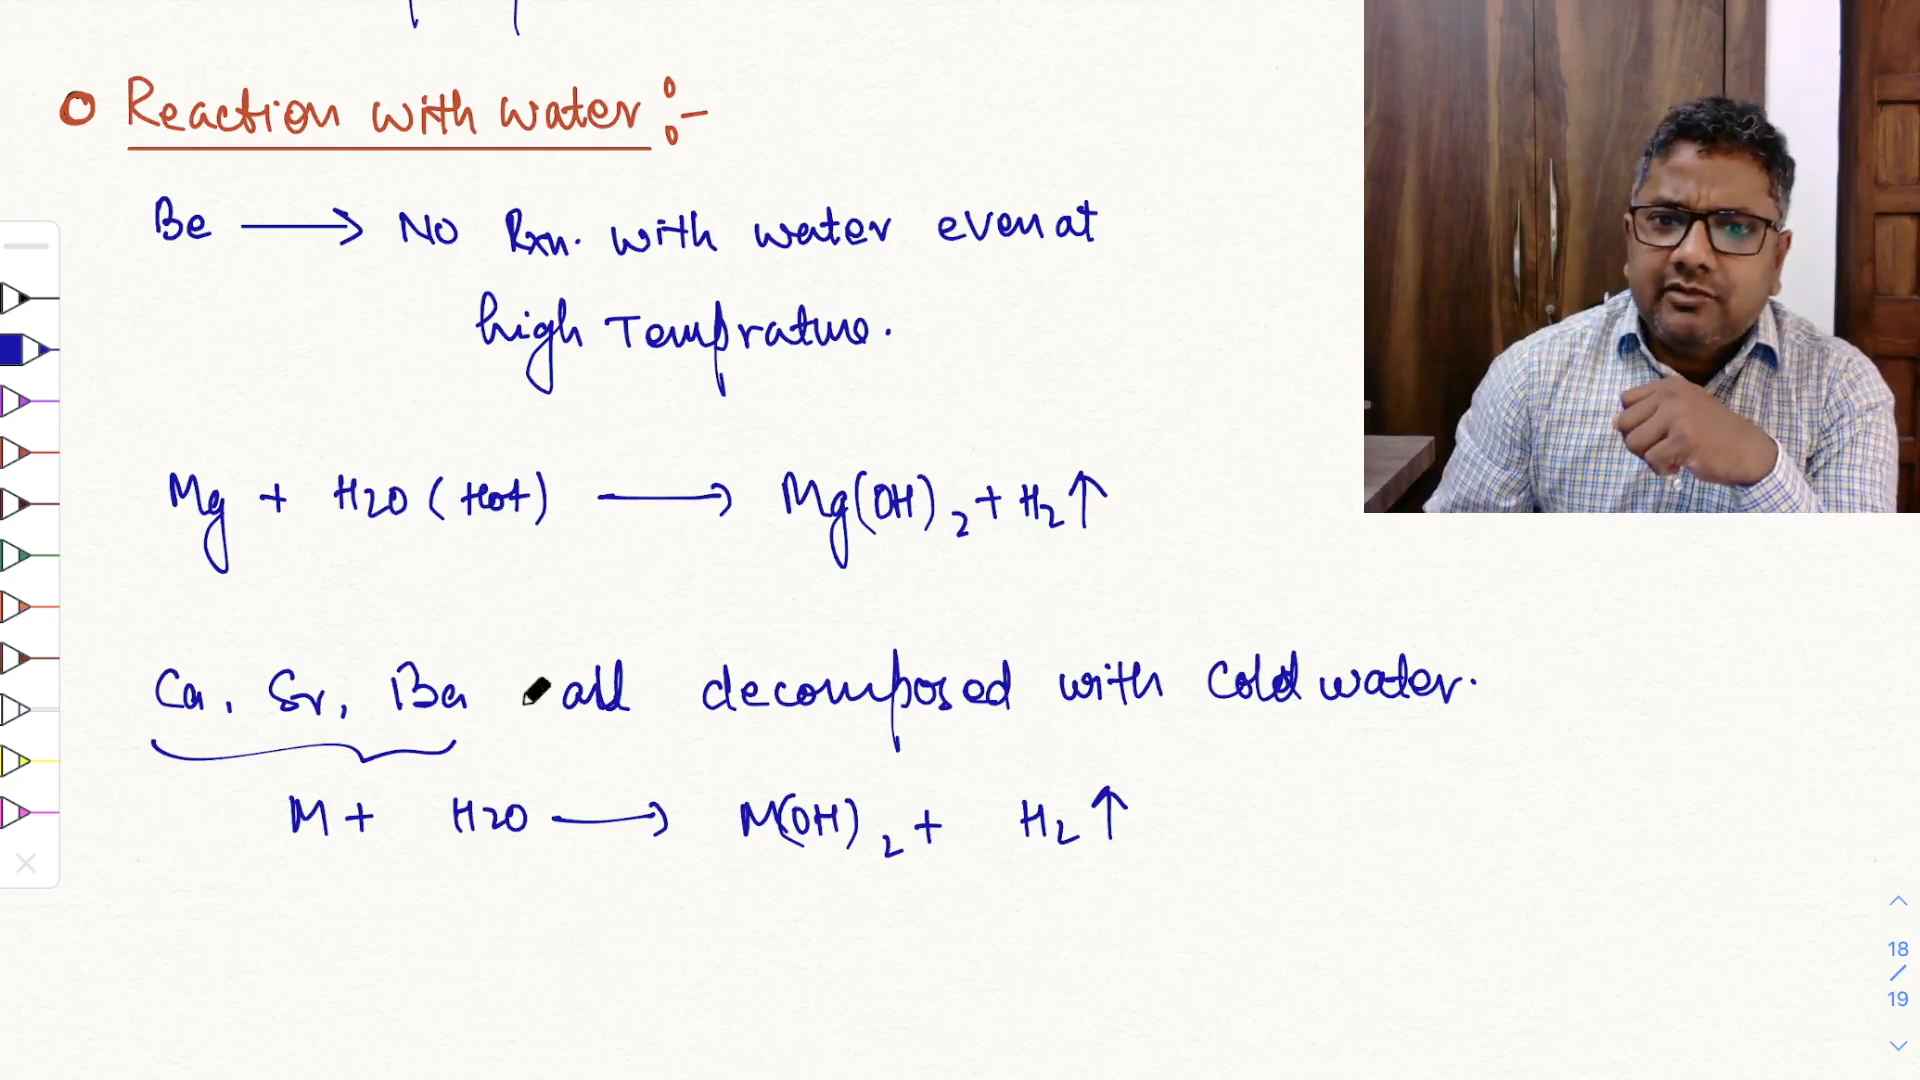 Reaction with water :-
Be ⟶ No Rxn. with water even at
high Temprature.
Mg + H2O (Hot) ⟶ Mg(OH)₂ + H₂↑
Ca, Sr, Ba all decomposed with Cold water.
M + H2O ⟶ M(OH)₂ + H₂↑
18
/
19